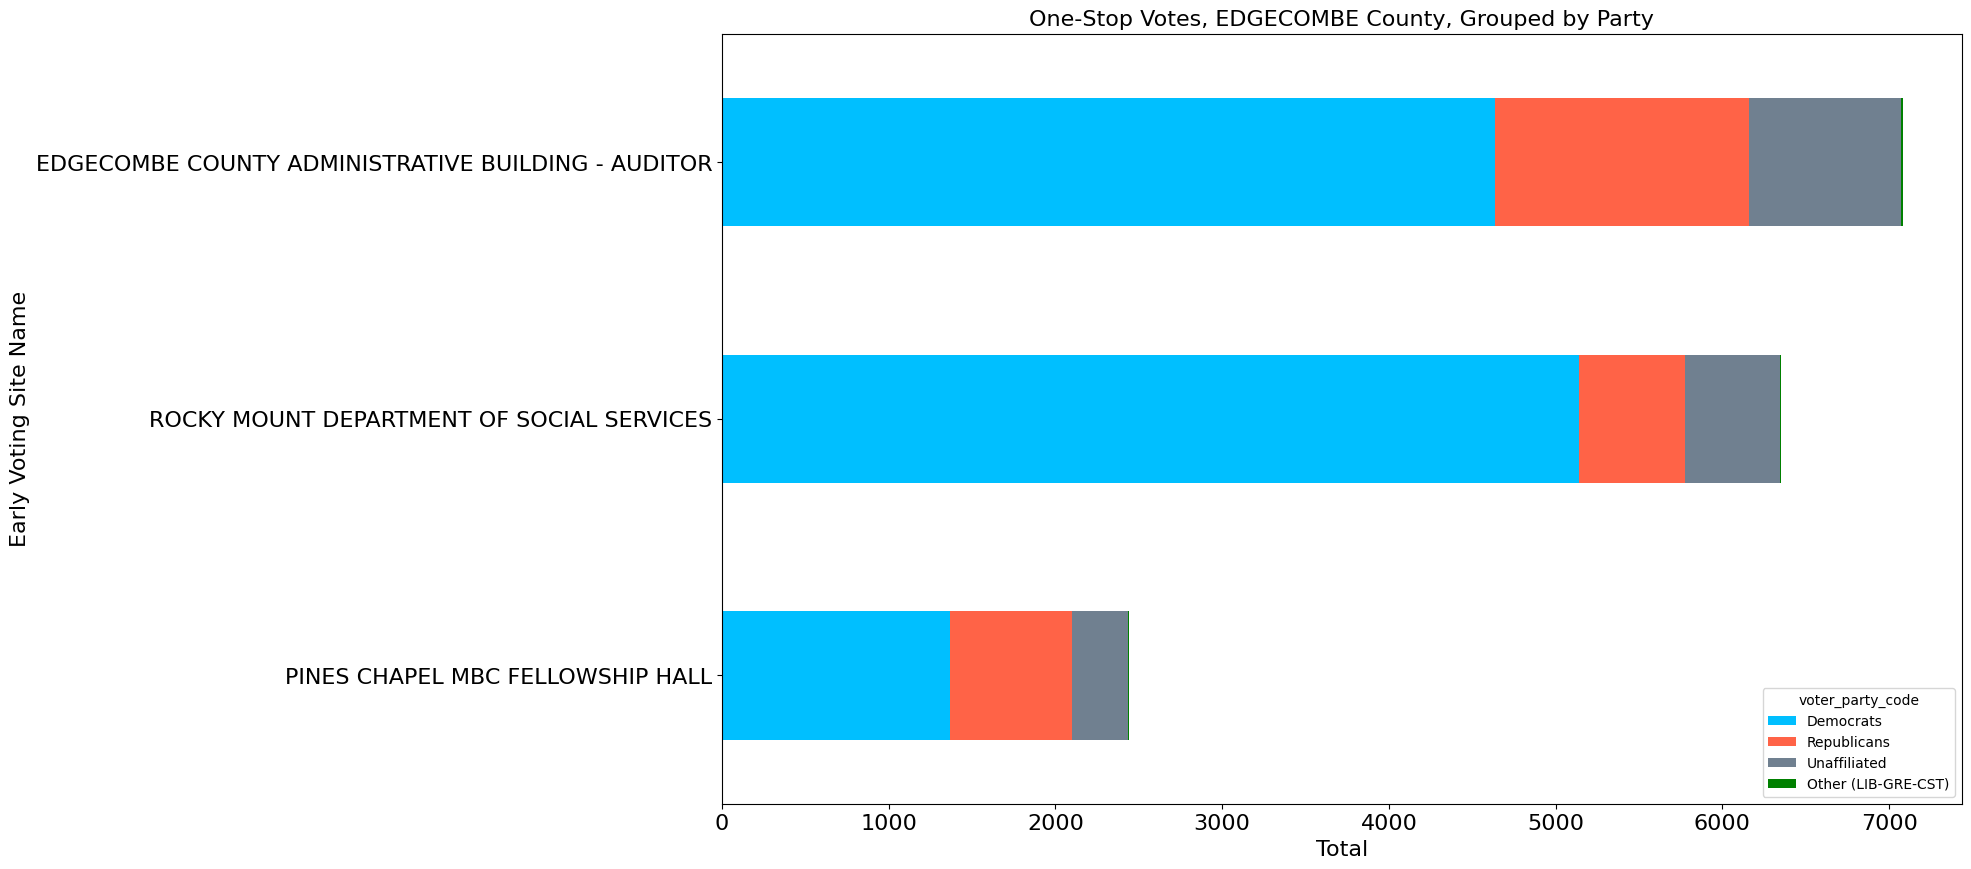 One-Stop Votes, EDGECOMBE County, Grouped by Party
Early Voting Site Name
EDGECOMBE COUNTY ADMINISTRATIVE BUILDING - AUDITOR
ROCKY MOUNT DEPARTMENT OF SOCIAL SERVICES
PINES CHAPEL MBC FELLOWSHIP HALL
voter_party_code
Democrats
Republicans
Unaffiliated
Other (LIB-GRE-CST)
0 1000 2000 3000 4000 5000 6000 7000
Total